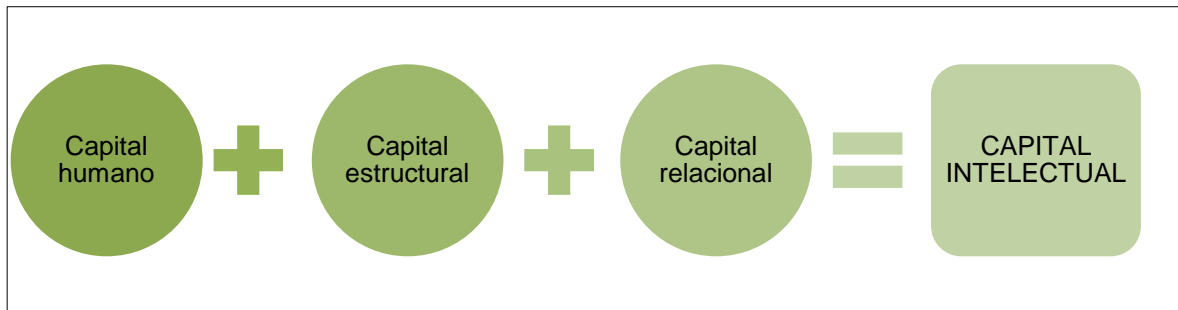 Capital
humano
Capital
estructural
Capital
relacional
CAPITAL
INTELECTUAL